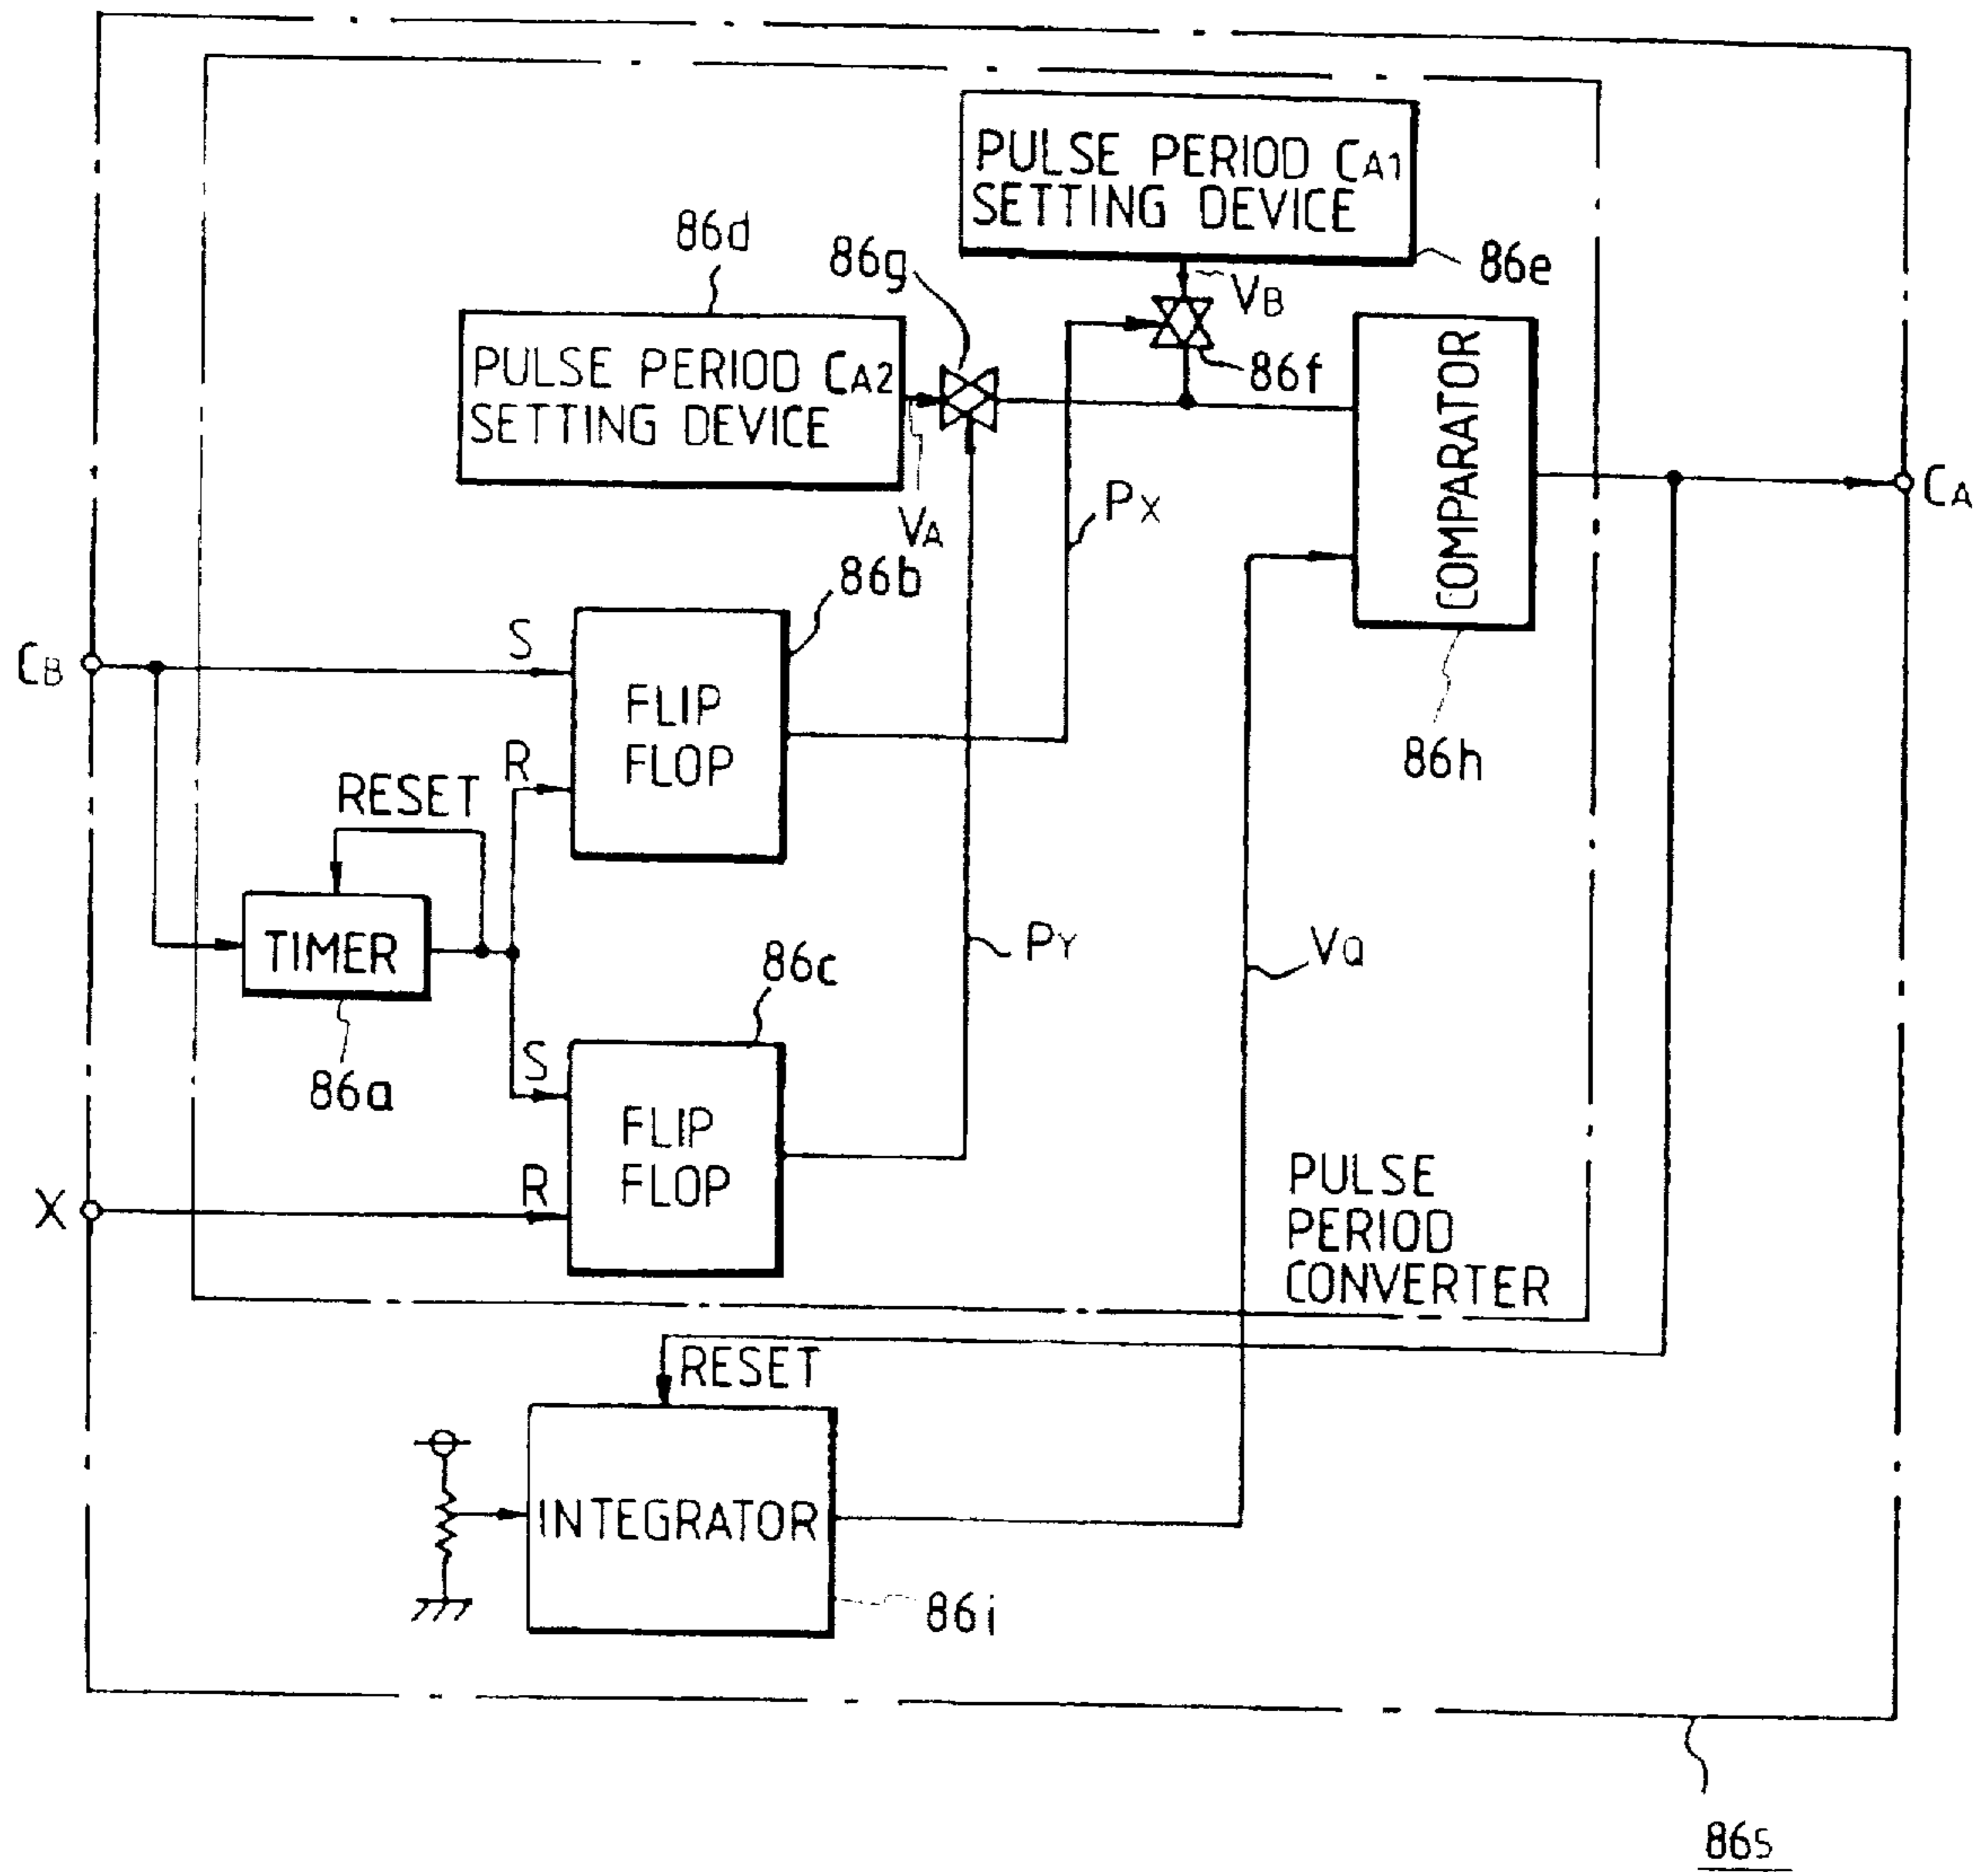 PULSE PERIOD CA1
SETTING DEVICE
86e
86d
86g
VB
86f
PULSE PERIOD CA2
SETTING DEVICE
VA
COMPARATOR
CA
PX
86b
CB
S
FLIP
FLOP
R
86h
RESET
TIMER
86a
PY
VQ
86c
S
FLIP
FLOP
R
X
PULSE
PERIOD
CONVERTER
RESET
INTEGRATOR
86i
86s